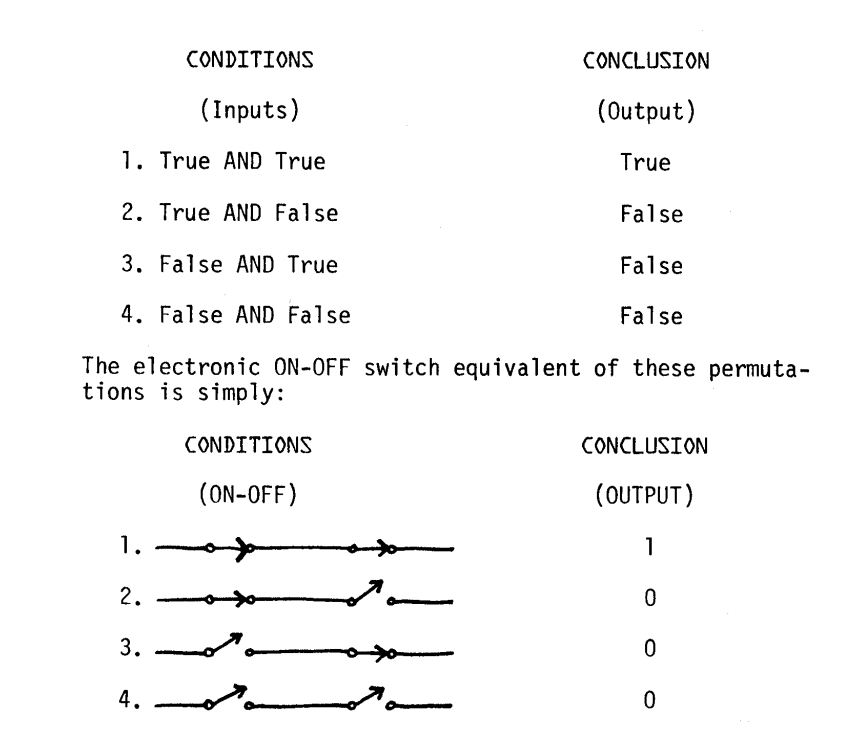 CONDITIONS CONCLUSION
(Inputs) (Output)
1. True AND True True
2. True AND False False
3. False AND True False
4. False AND False False
The electronic ON-OFF switch equivalent of these permuta-
tions is simply:
CONDITIONS CONCLUSION
(ON-OFF) (OUTPUT)
1. 1
2. 0
3. 0
4. 0